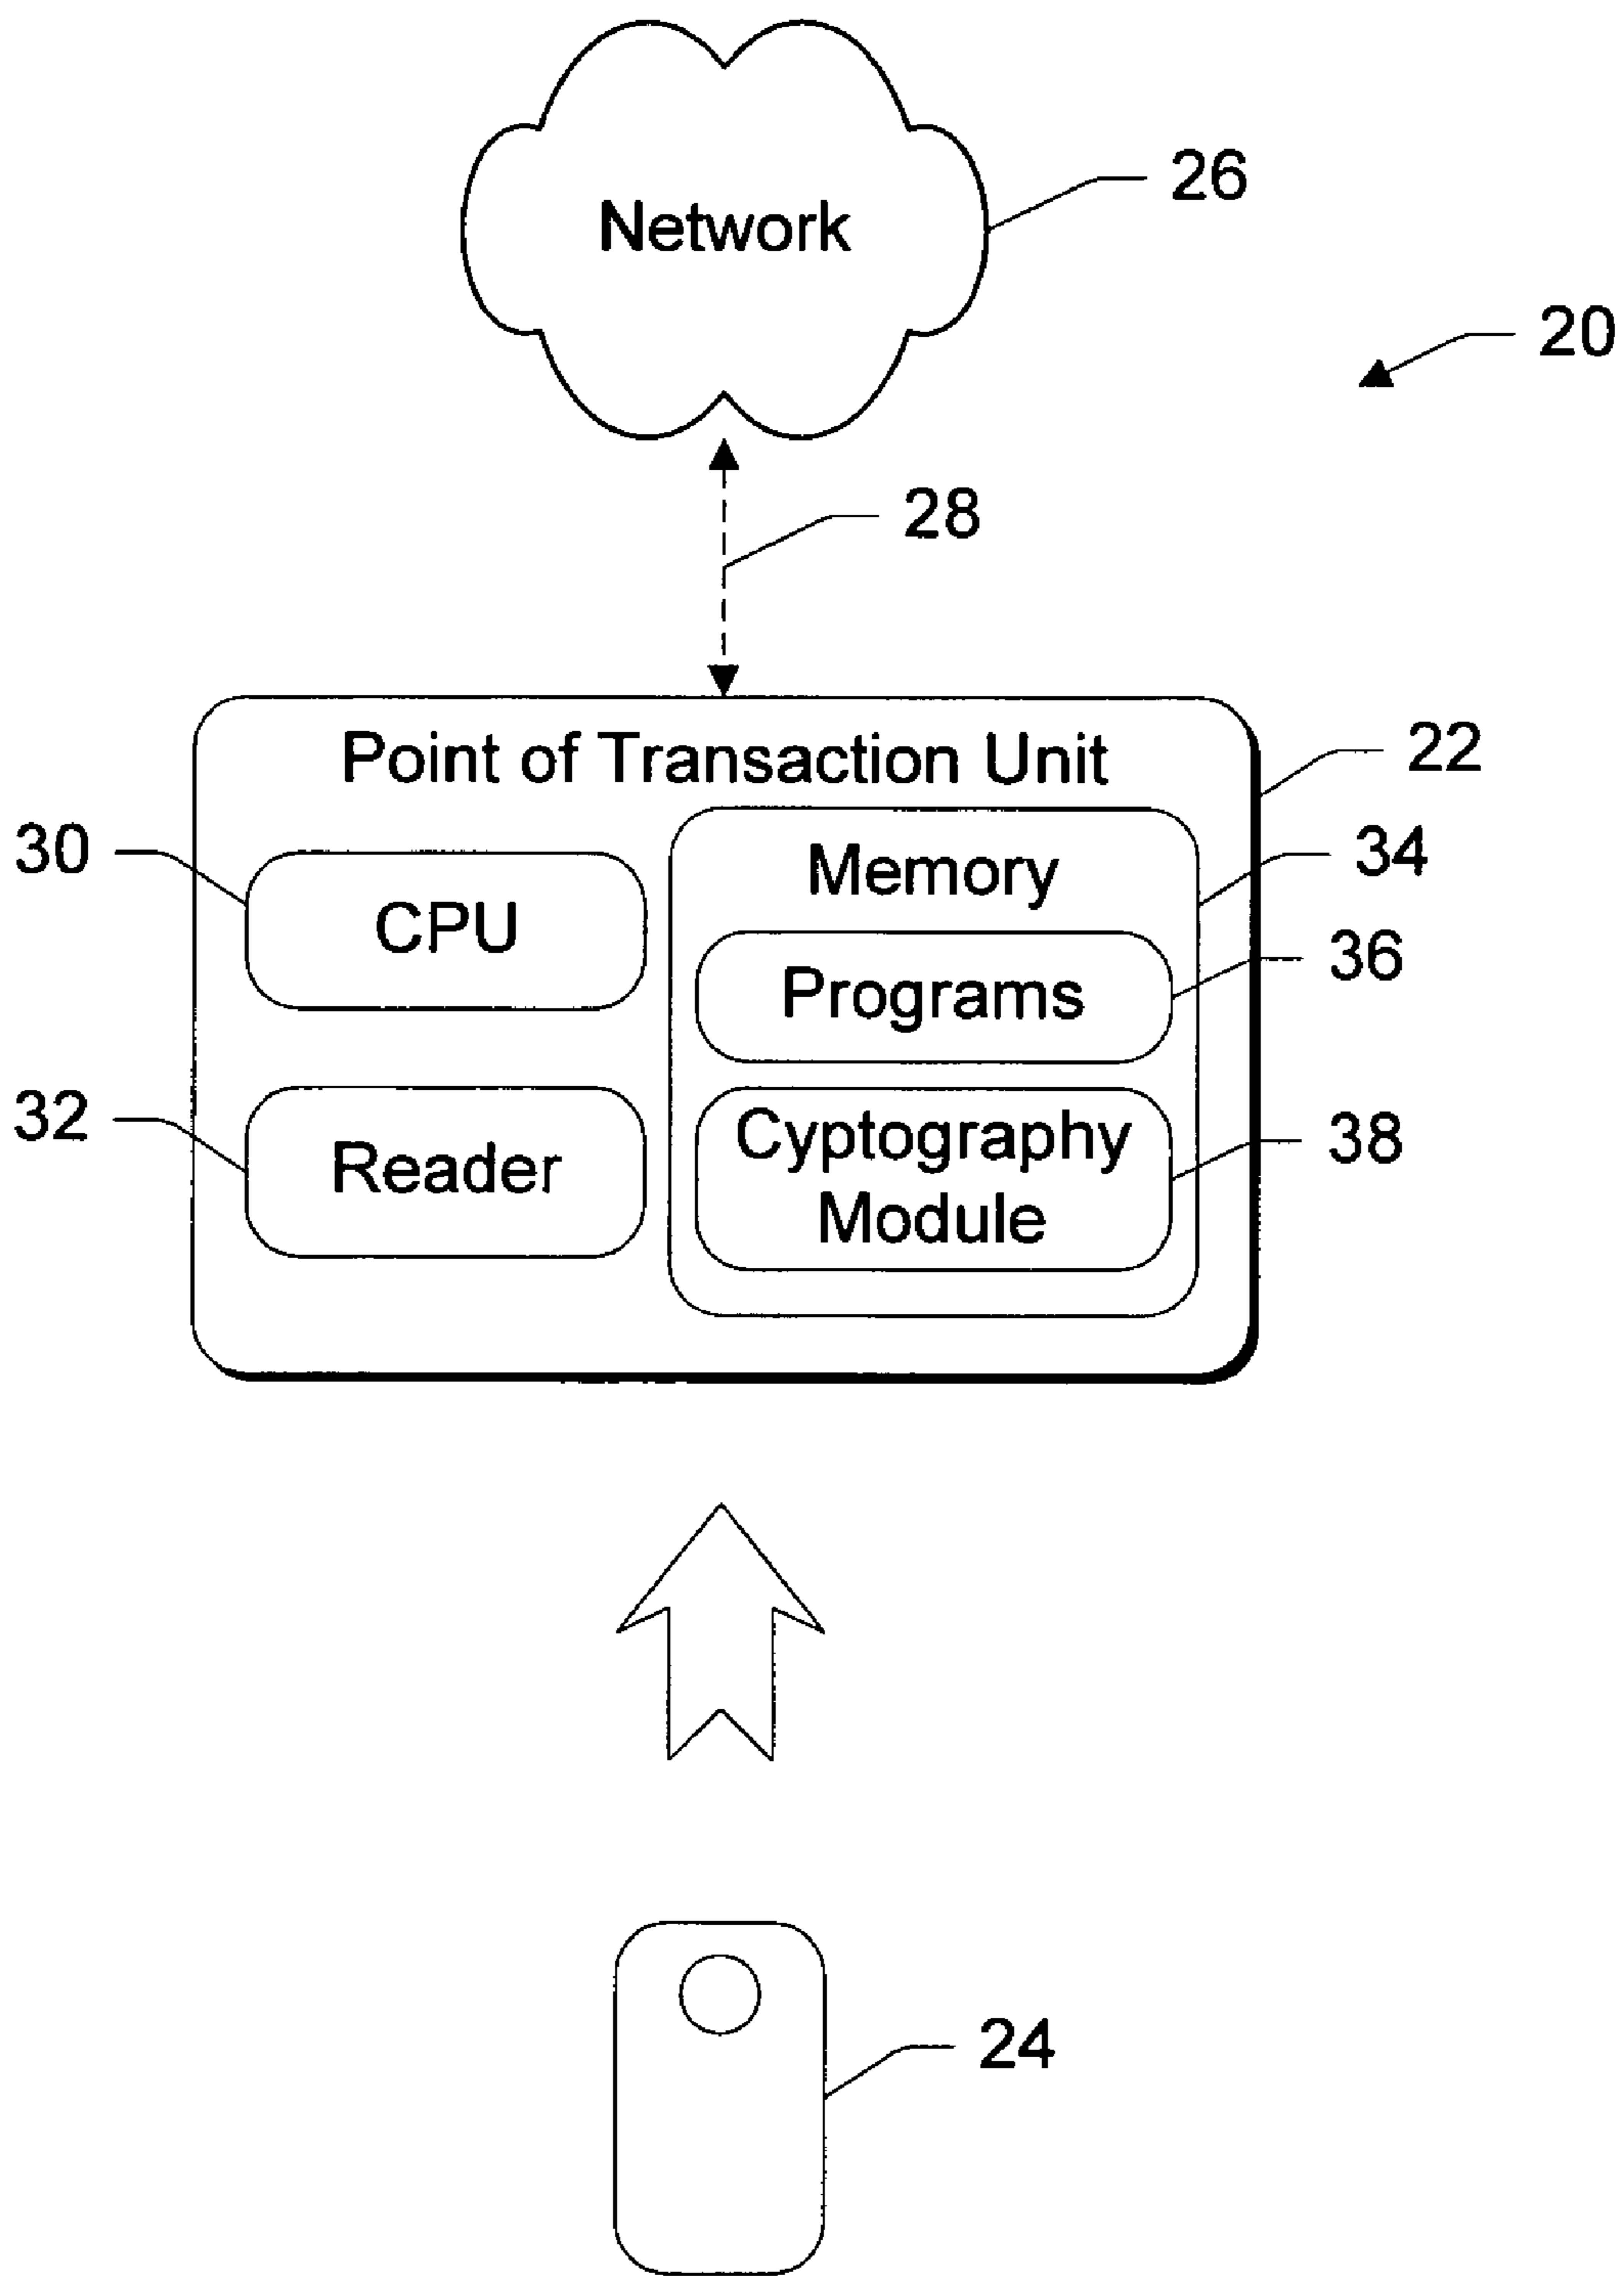 Network
26
20
28
Point of Transaction Unit
22
30
CPU
Memory
34
Programs
36
32
Reader
Cyptography
Module
38
24